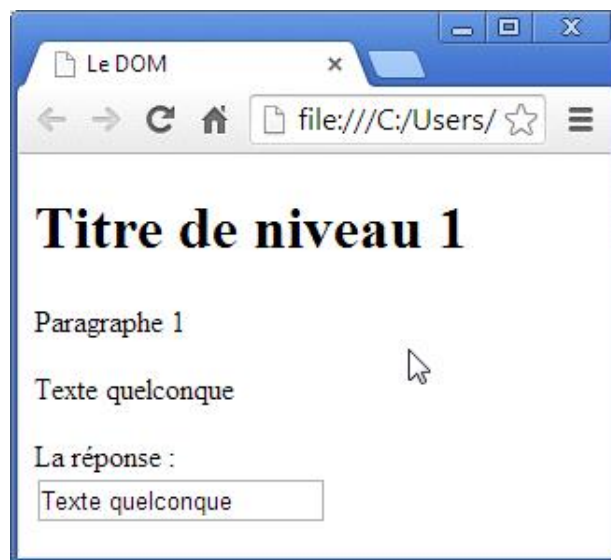 Le DOM
file:///C:/Users/
Titre de niveau 1
Paragraphe 1
Texte quelconque
La réponse :
Texte quelconque